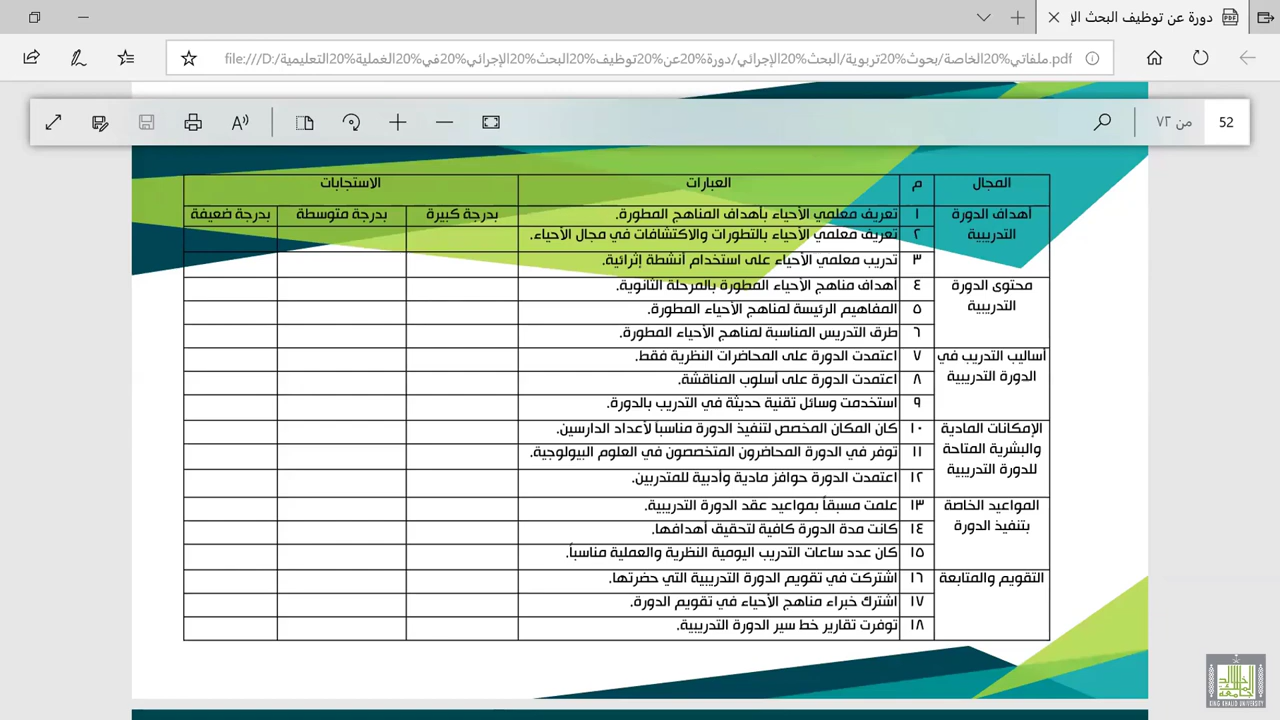 دورة عن توظيف البحث الإ
file:///D:/ملفاتي%20الخاصة/بحوث%20تربوية/البحث%20الإجرائي/دورة%20عن%20توظيف%20البحث%20الإجرائي%20في%20العملية%20التعليمية.pdf
52 من ٧٢
المجال م العبارات الاستجابات
أهداف الدورة ١ تعريف معلمي الأحياء بأهداف المناهج المطورة. بدرجة كبيرة بدرجة متوسطة بدرجة ضعيفة
التدريبية ٢ تعريف معلمي الأحياء بالتطورات والاكتشافات في مجال الأحياء.
٣ تدريب معلمي الأحياء على استخدام أنشطة إثرائية.
محتوى الدورة ٤ أهداف مناهج الأحياء المطورة بالمرحلة الثانوية.
التدريبية ٥ المفاهيم الرئيسة لمناهج الأحياء المطورة.
٦ طرق التدريس المناسبة لمناهج الأحياء المطورة.
أساليب التدريب في ٧ اعتمدت الدورة على المحاضرات النظرية فقط.
الدورة التدريبية ٨ اعتمدت الدورة على أسلوب المناقشة.
٩ استخدمت وسائل تقنية حديثة في التدريب بالدورة.
الإمكانات المادية ١٠ كان المكان المخصص لتنفيذ الدورة مناسباً لأعداد الدارسين.
والبشرية المتاحة ١١ توفر في الدورة المحاضرون المتخصصون في العلوم البيولوجية.
للدورة التدريبية ١٢ اعتمدت الدورة حوافز مادية وأدبية للمتدربين.
المواعيد الخاصة ١٣ علمت مسبقاً بمواعيد عقد الدورة التدريبية.
بتنفيذ الدورة ١٤ كانت مدة الدورة كافية لتحقيق أهدافها.
١٥ كان عدد ساعات التدريب اليومية النظرية والعملية مناسباً.
التقويم والمتابعة ١٦ اشتركت في تقويم الدورة التدريبية التي حضرتها.
١٧ اشترك خبراء مناهج الأحياء في تقويم الدورة.
١٨ توفرت تقارير خط سير الدورة التدريبية.
جامعة الملك خالد
KING KHALID UNIVERSITY